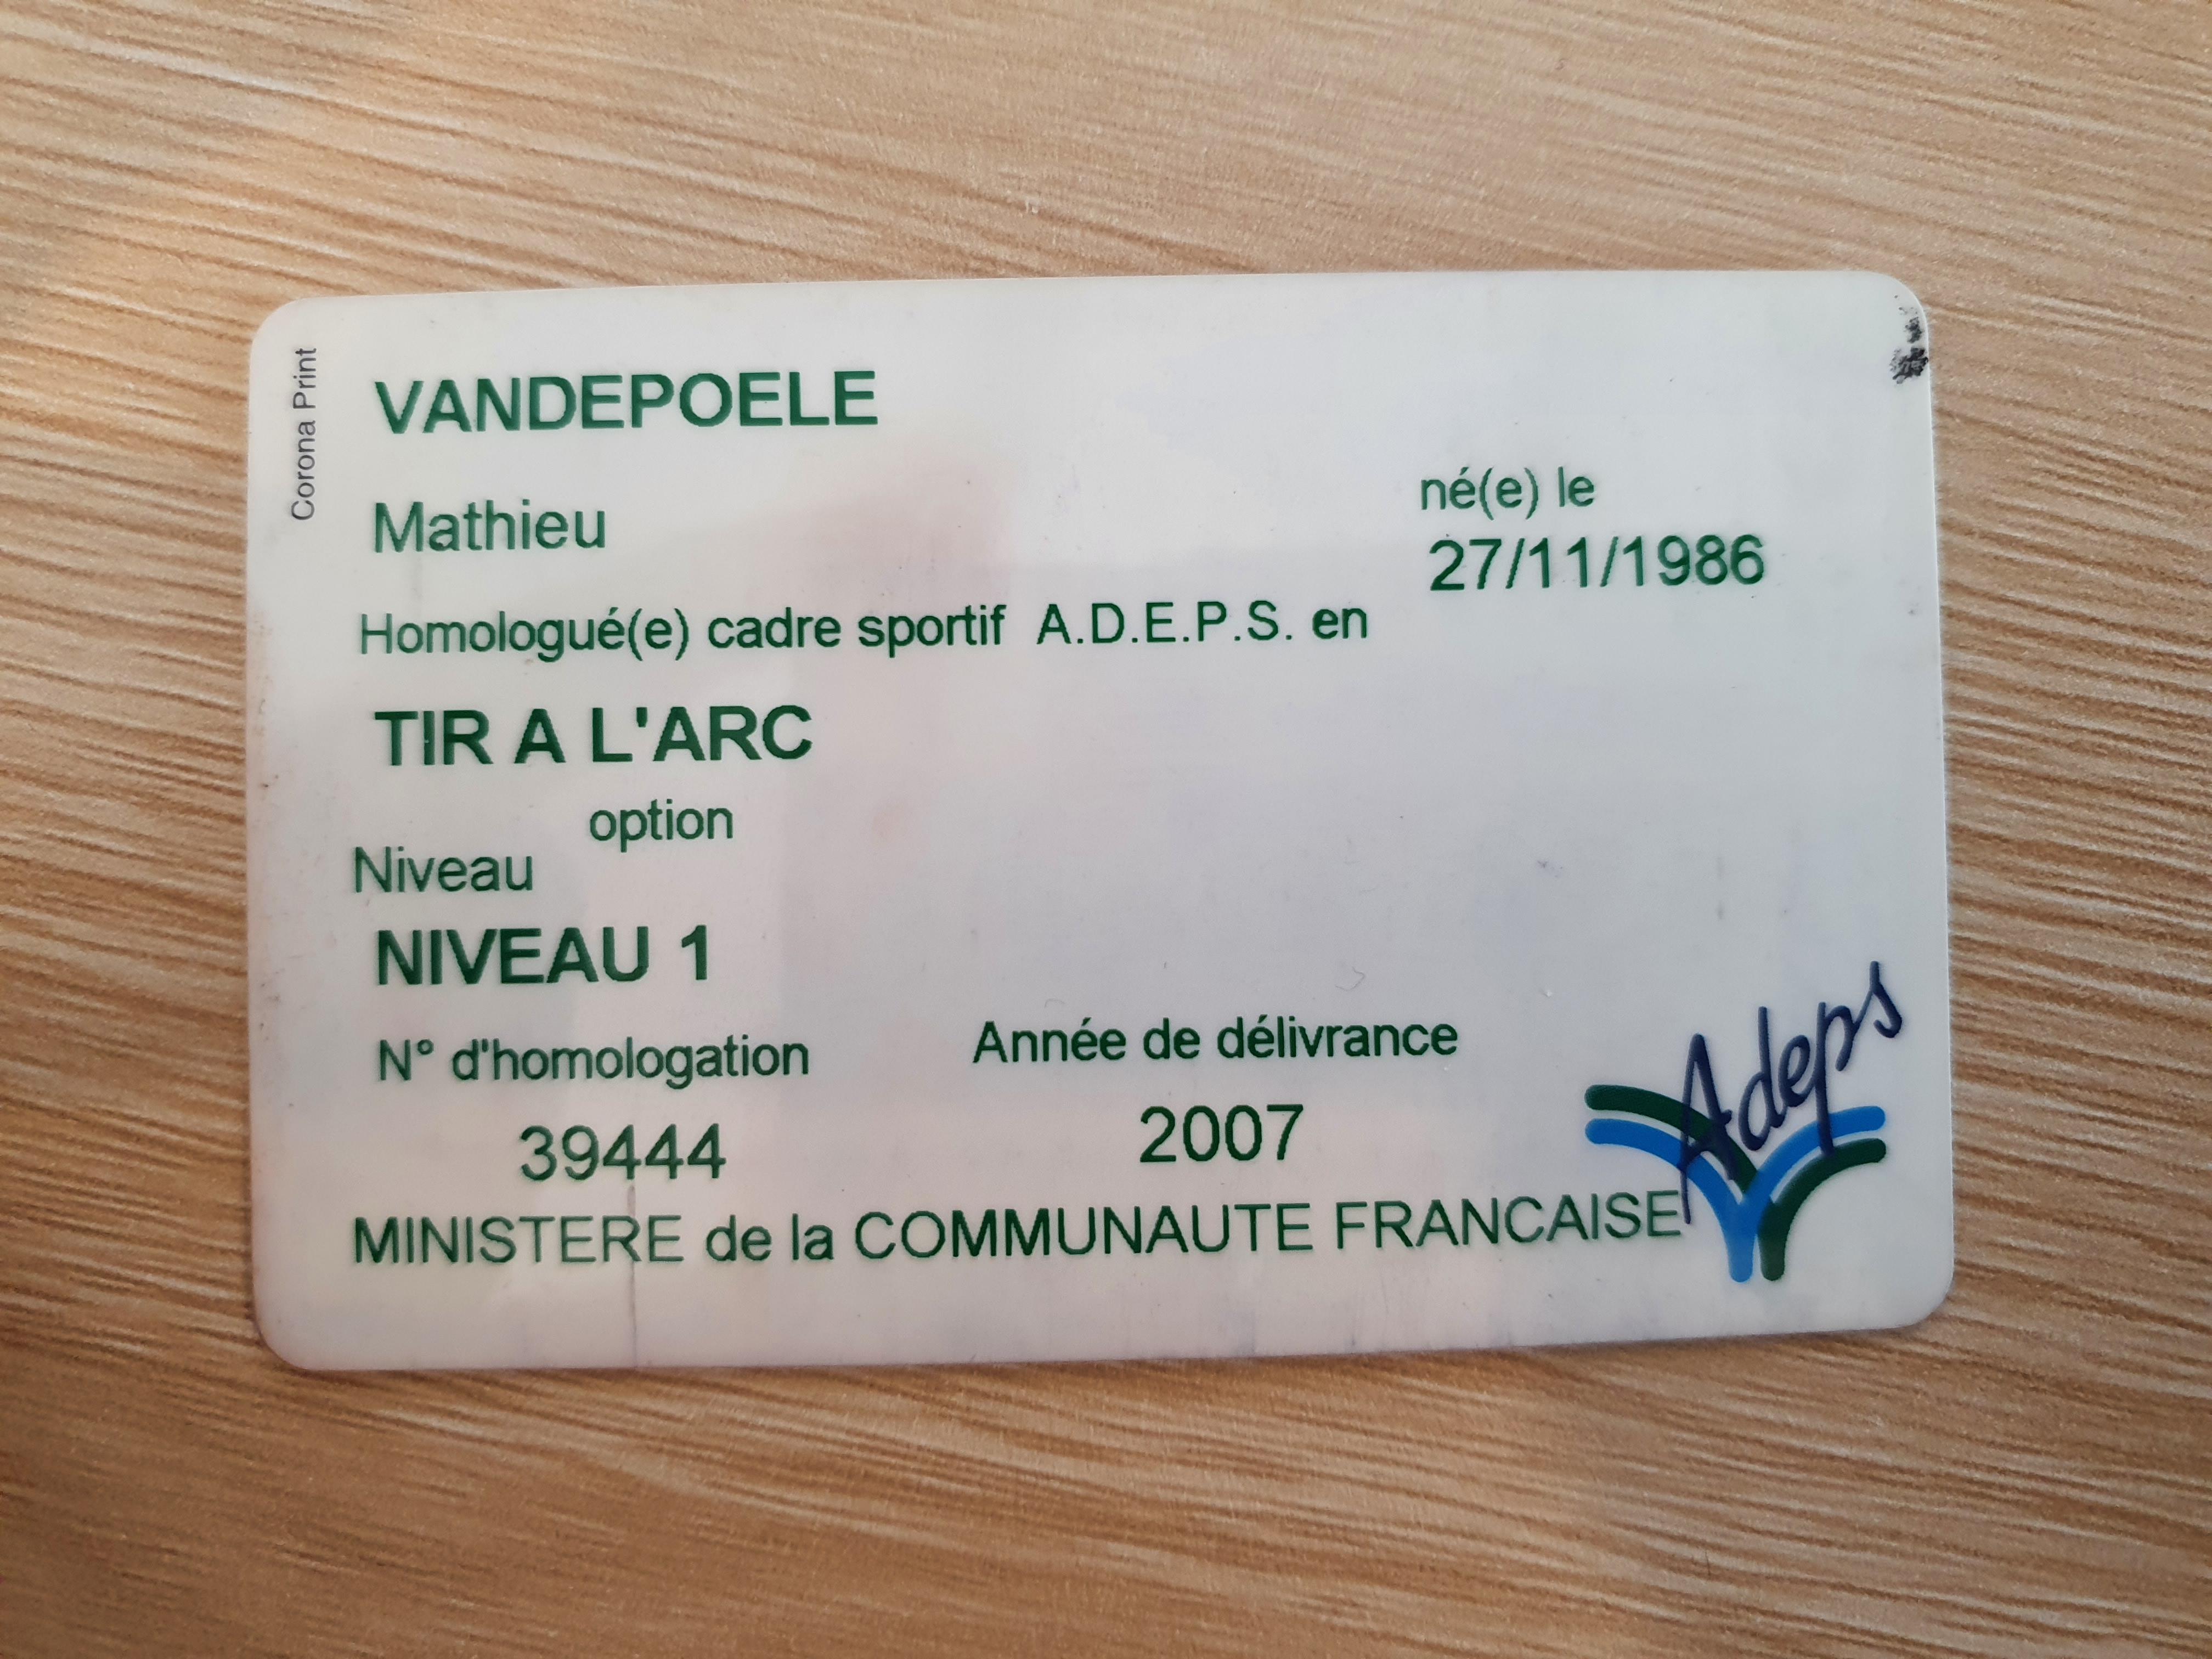 Corona Print
VANDEPOELE
Mathieu
né(e) le
27/11/1986
Homologué(e) cadre sportif A.D.E.P.S. en
TIR A L'ARC
option
Niveau
NIVEAU 1
N° d'homologation
Année de délivrance
39444
2007
Adeps
MINISTERE de la COMMUNAUTE FRANCAISE